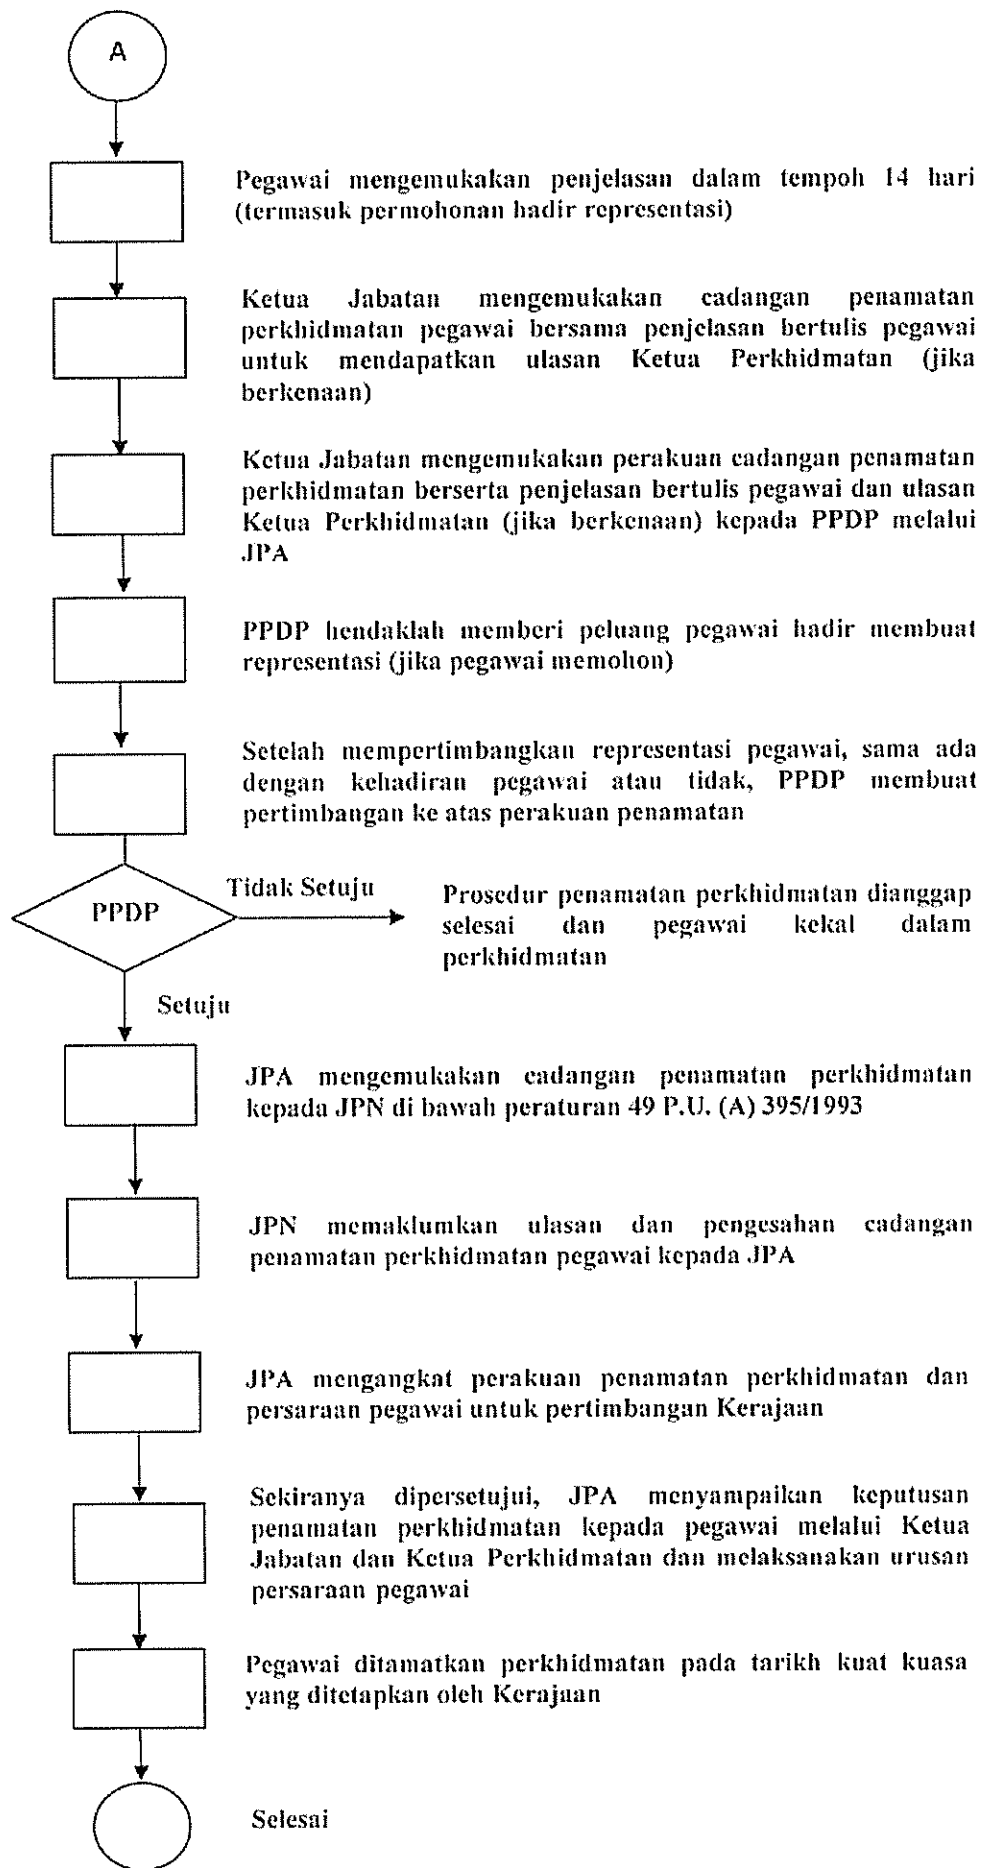 A
Pegawai mengemukakan penjelasan dalam tempoh 14 hari
(termasuk permohonan hadir representasi)
Ketua Jabatan mengemukakan cadangan penamatan
perkhidmatan pegawai bersama penjelasan bertulis pegawai
untuk mendapatkan ulasan Ketua Perkhidmatan (jika
berkenaan)
Ketua Jabatan mengemukakan perakuan cadangan penamatan
perkhidmatan berserta penjelasan bertulis pegawai dan ulasan
Ketua Perkhidmatan (jika berkenaan) kepada PPDP melalui
JPA
PPDP hendaklah memberi peluang pegawai hadir membuat
representasi (jika pegawai memohon)
Setelah mempertimbangkan representasi pegawai, sama ada
dengan kehadiran pegawai atau tidak, PPDP membuat
pertimbangan ke atas perakuan penamatan
PPDP
Tidak Setuju
Prosedur penamatan perkhidmatan dianggap
selesai dan pegawai kekal dalam
perkhidmatan
Setuju
JPA mengemukakan cadangan penamatan perkhidmatan
kepada JPN di bawah peraturan 49 P.U. (A) 395/1993
JPN memaklumkan ulasan dan pengesahan cadangan
penamatan perkhidmatan pegawai kepada JPA
JPA mengangkat perakuan penamatan perkhidmatan dan
persaraan pegawai untuk pertimbangan Kerajaan
Sekiranya dipersetujui, JPA menyampaikan keputusan
penamatan perkhidmatan kepada pegawai melalui Ketua
Jabatan dan Ketua Perkhidmatan dan melaksanakan urusan
persaraan pegawai
Pegawai ditamatkan perkhidmatan pada tarikh kuat kuasa
yang ditetapkan oleh Kerajaan
Selesai